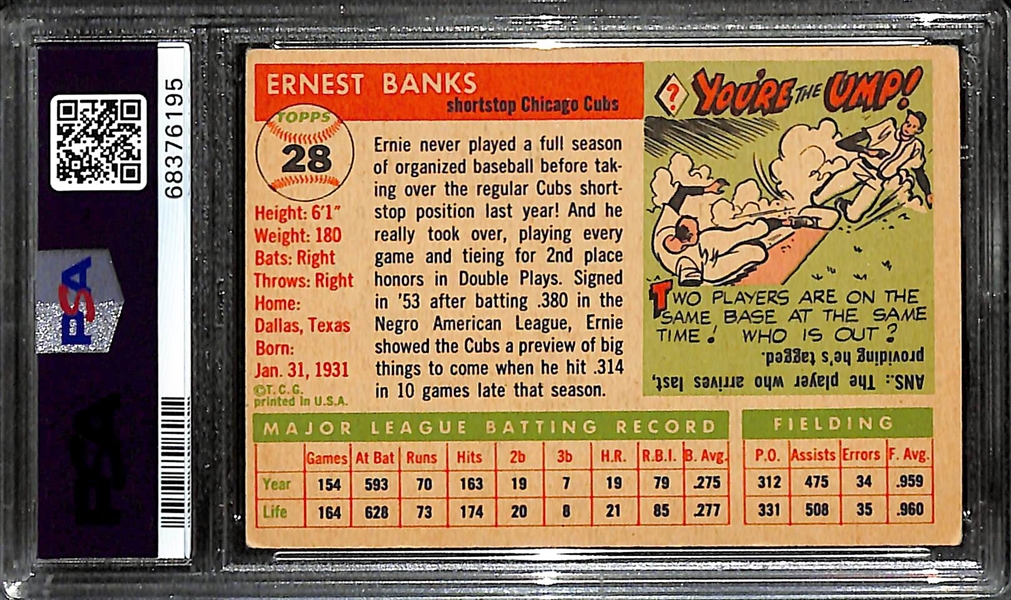 68376195
PSA
PSA
ERNEST BANKS
shortstop Chicago Cubs
TOPPS
28
Height: 6'1"
Weight: 180
Bats: Right
Throws: Right
Home:
Dallas, Texas
Born:
Jan. 31, 1931
©T.C.G.
printed in U.S.A.
Ernie never played a full season
of organized baseball before tak-
ing over the regular Cubs short-
stop position last year! And he
really took over, playing every
game and tieing for 2nd place
honors in Double Plays. Signed
in '53 after batting .380 in the
Negro American League, Ernie
showed the Cubs a preview of big
things to come when he hit .314
in 10 games late that season.
? YOU'RE THE UMP!
TWO PLAYERS ARE ON THE
SAME BASE AT THE SAME
TIME! WHO IS OUT?
ANS.: The player who arrives last,
providing he's tagged.
MAJOR LEAGUE BATTING RECORD
Games At Bat Runs Hits 2b 3b H.R. R.B.I. B. Avg.
Year 154 593 70 163 19 7 19 79 .275
Life 164 628 73 174 20 8 21 85 .277
FIELDING
P.O. Assists Errors F. Avg.
312 475 34 .959
331 508 35 .960